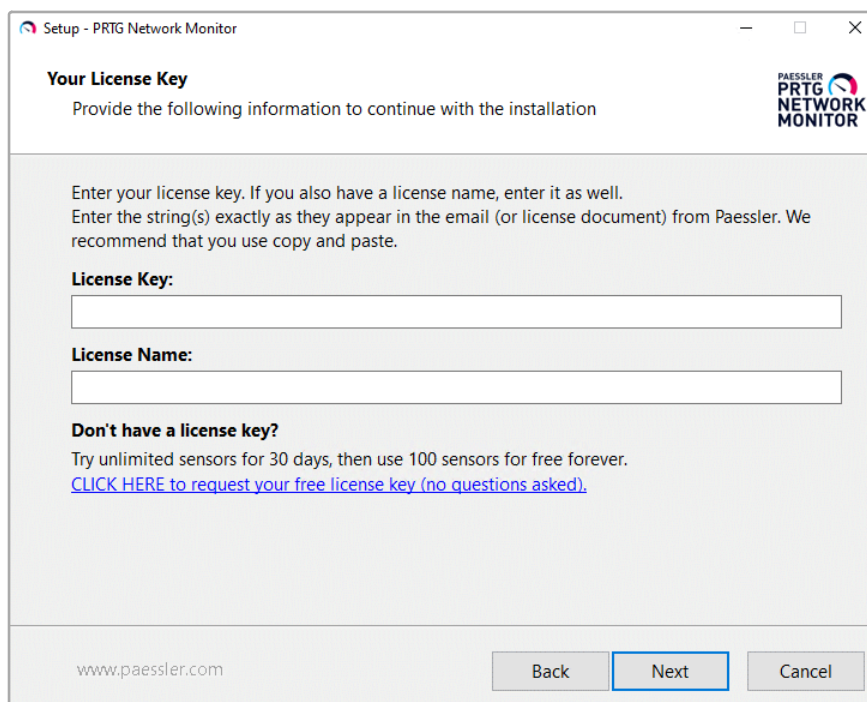 Setup - PRTG Network Monitor
Your License Key
Provide the following information to continue with the installation
PAESSLER
PRTG
NETWORK
MONITOR
Enter your license key. If you also have a license name, enter it as well.
Enter the string(s) exactly as they appear in the email (or license document) from Paessler. We
recommend that you use copy and paste.
License Key:
License Name:
Don't have a license key?
Try unlimited sensors for 30 days, then use 100 sensors for free forever.
CLICK HERE to request your free license key (no questions asked).
www.paessler.com
Back
Next
Cancel